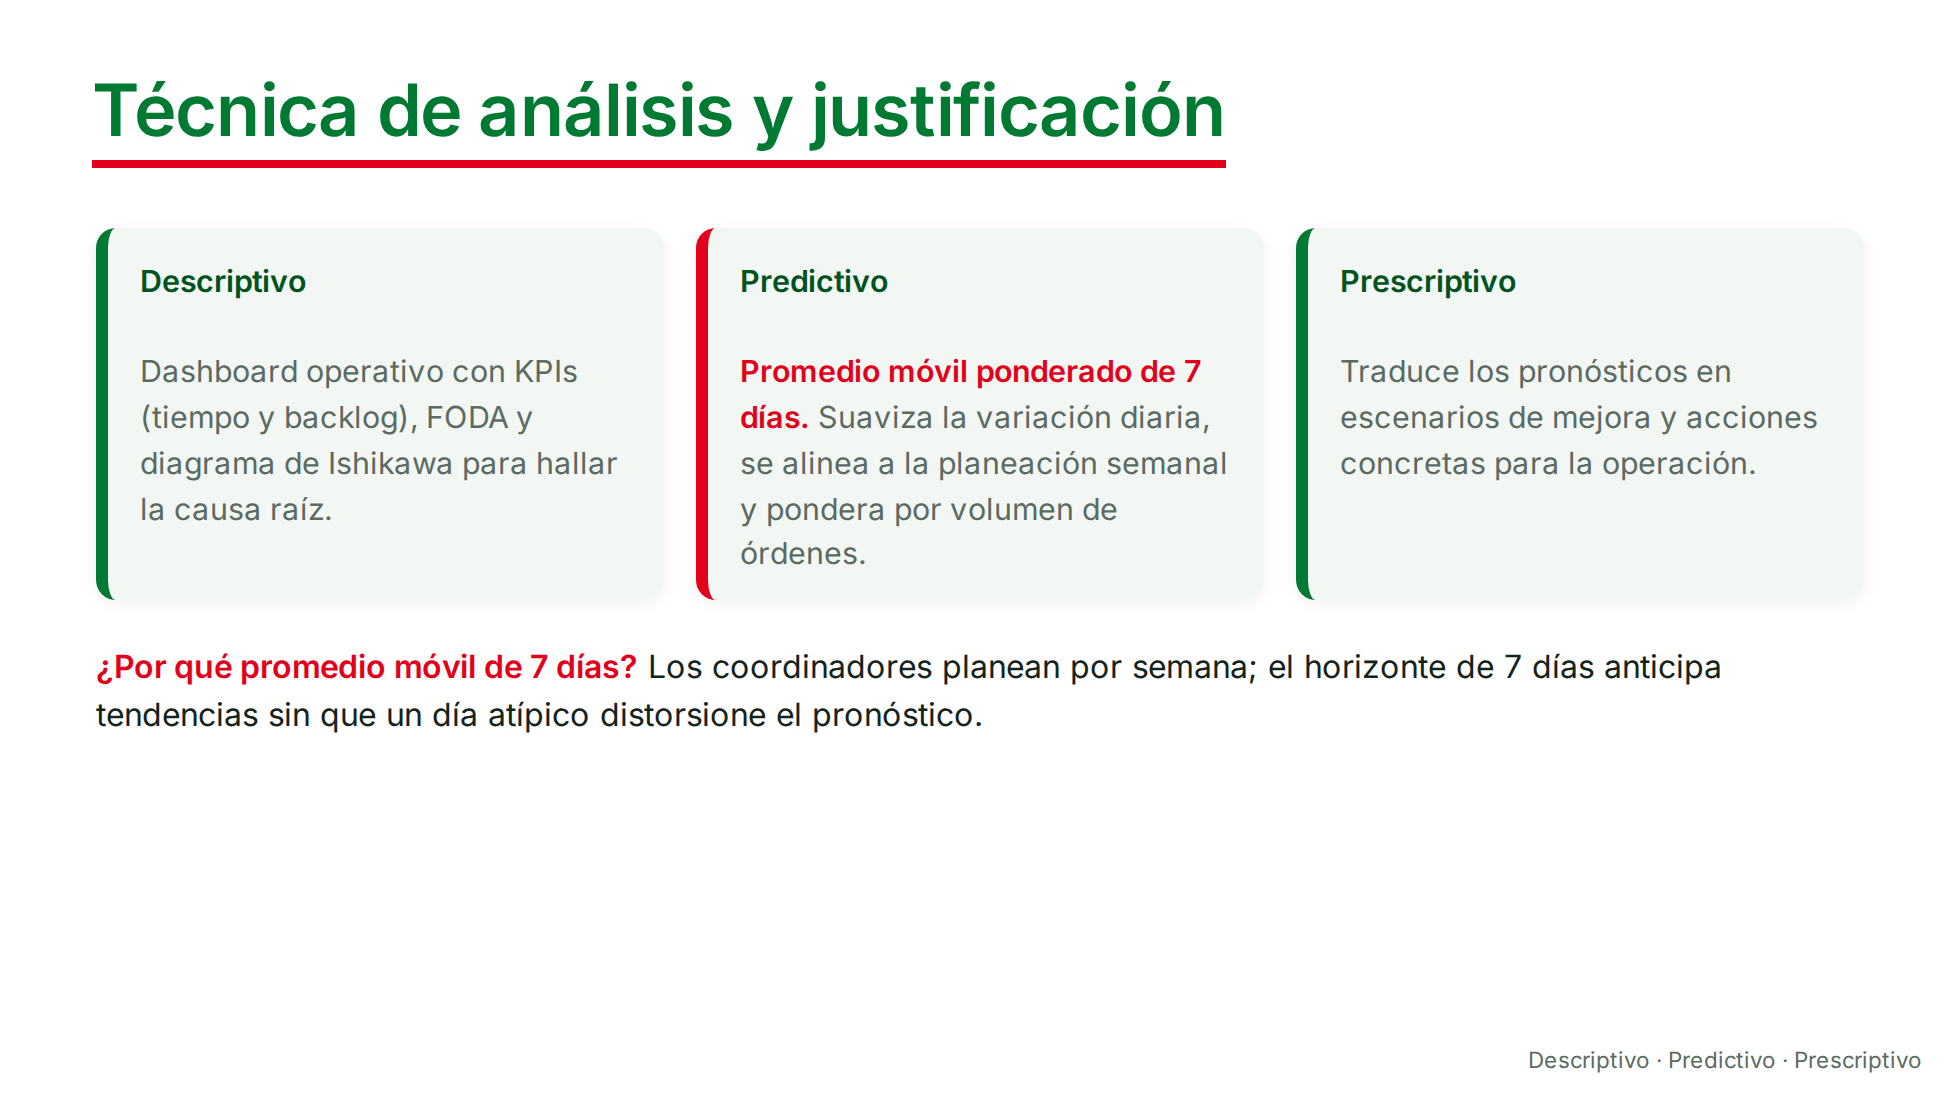 Técnica de análisis y justificación
Descriptivo
Dashboard operativo con KPIs
(tiempo y backlog), FODA y
diagrama de Ishikawa para hallar
la causa raíz.
Predictivo
Promedio móvil ponderado de 7
días. Suaviza la variación diaria,
se alinea a la planeación semanal
y pondera por volumen de
órdenes.
Prescriptivo
Traduce los pronósticos en
escenarios de mejora y acciones
concretas para la operación.
¿Por qué promedio móvil de 7 días? Los coordinadores planean por semana; el horizonte de 7 días anticipa
tendencias sin que un día atípico distorsione el pronóstico.
Descriptivo · Predictivo · Prescriptivo